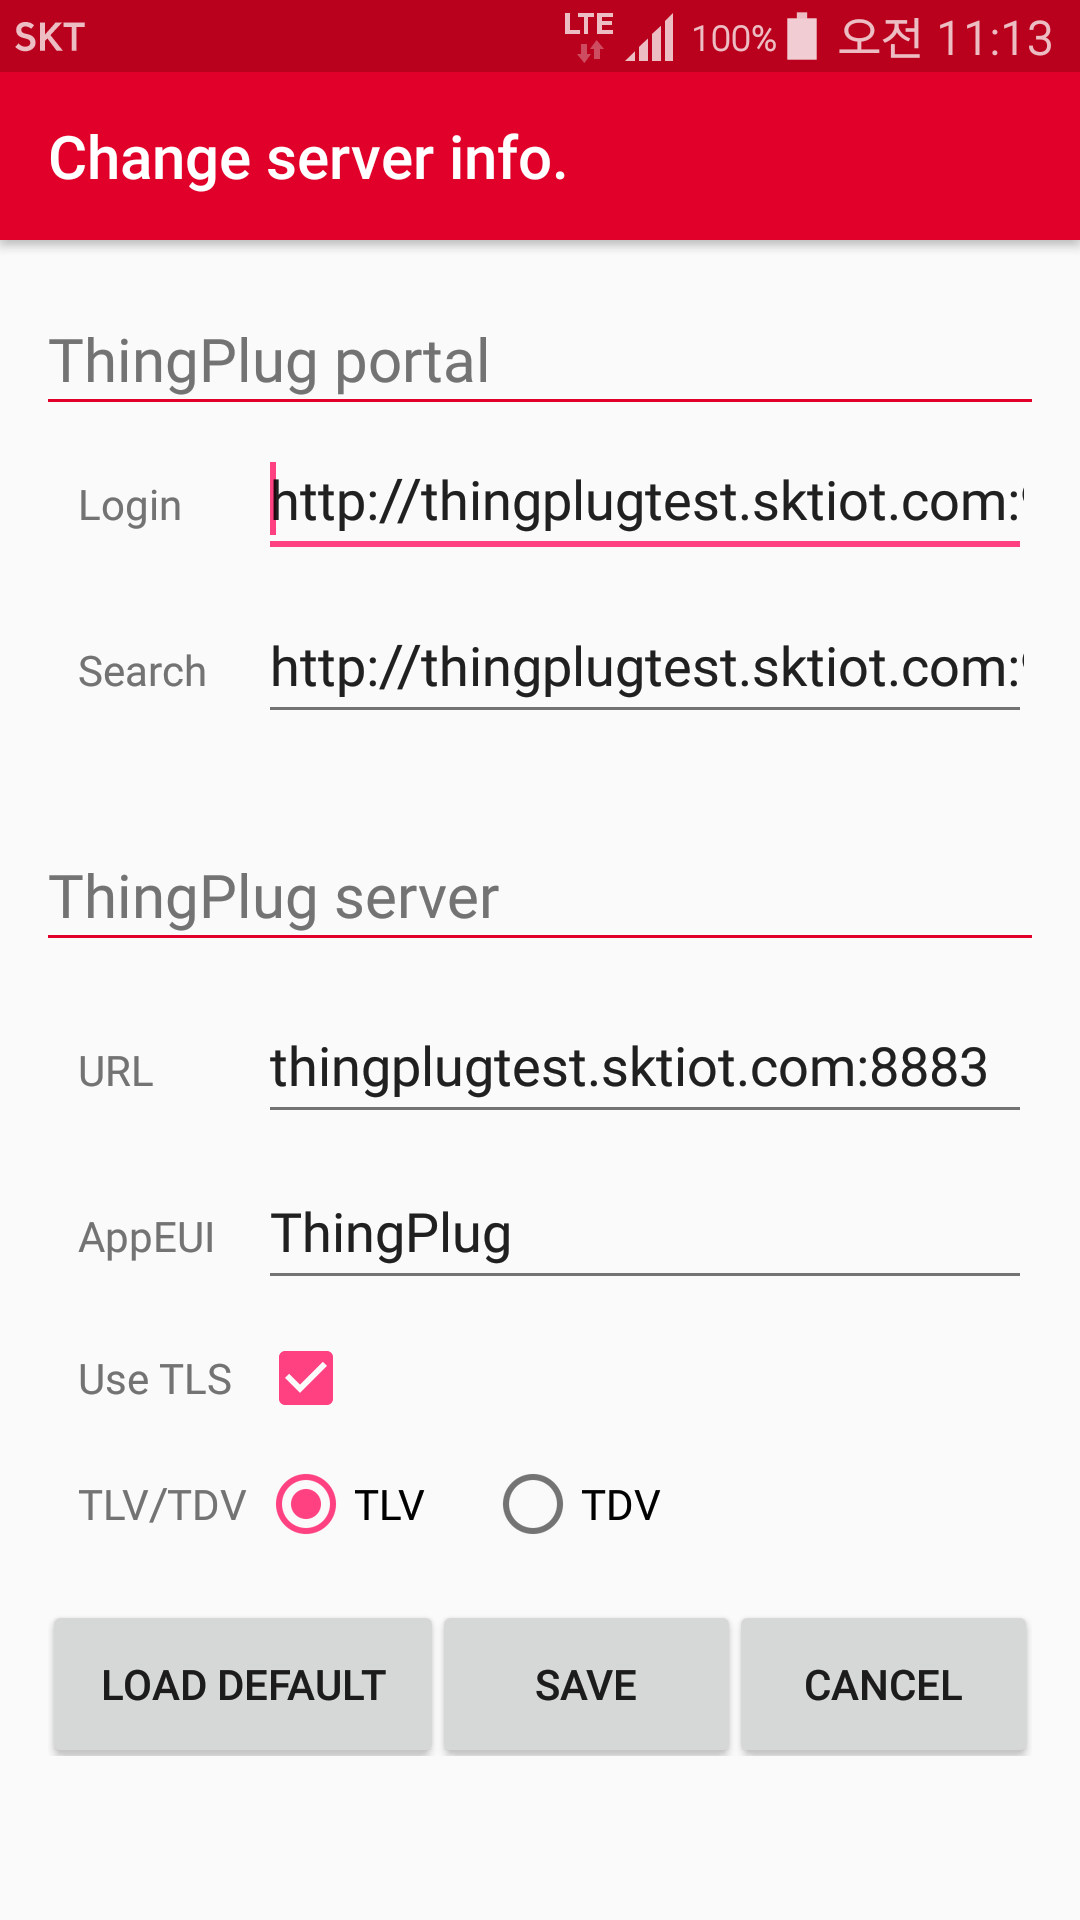 SKT LTE 100% 오전 11:13
Change server info.
ThingPlug portal
Login http://thingplugtest.sktiot.com:
Search http://thingplugtest.sktiot.com:
ThingPlug server
URL thingplugtest.sktiot.com:8883
AppEUI ThingPlug
Use TLS
TLV/TDV TLV TDV
LOAD DEFAULT SAVE CANCEL